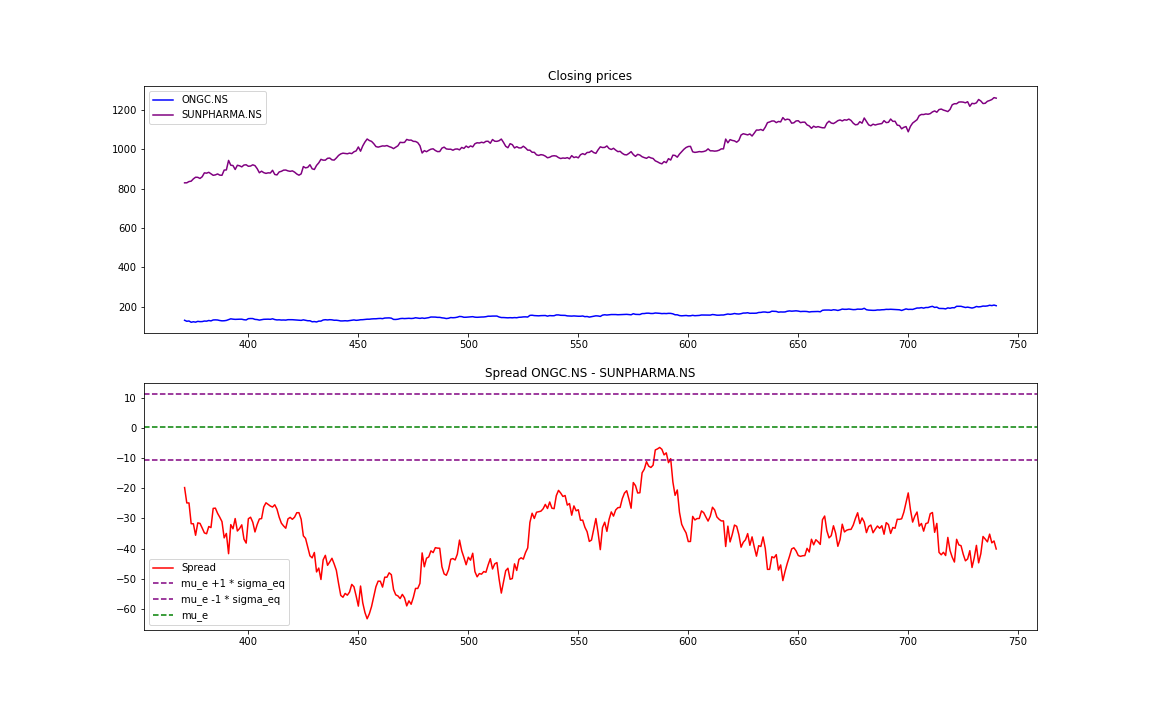 Closing prices
ONGC.NS
SUNPHARMA.NS
1200
1000
800
600
400
200
400 450 500 550 600 650 700 750
Spread ONGC.NS - SUNPHARMA.NS
10
0
−10
−20
−30
−40
−50
−60
Spread
mu_e +1 * sigma_eq
mu_e -1 * sigma_eq
mu_e
400 450 500 550 600 650 700 750